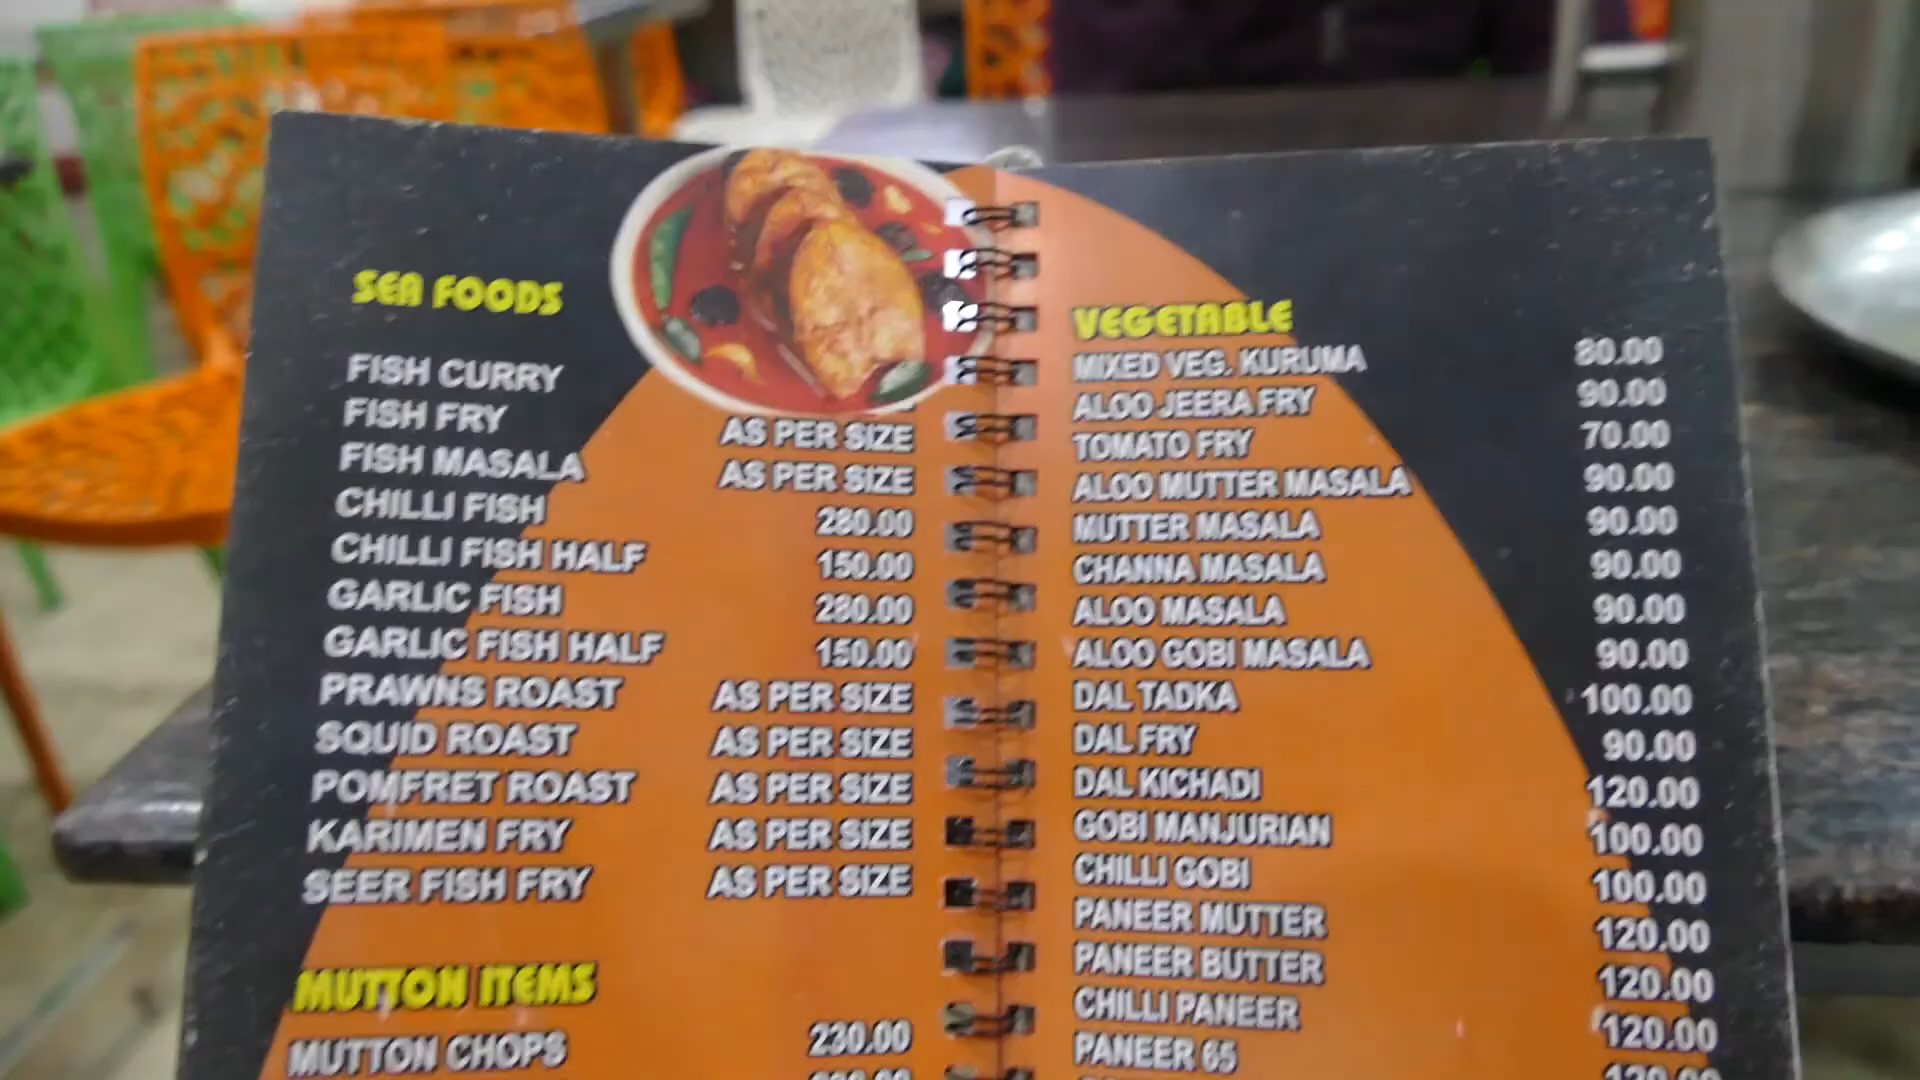 SEA FOODS
FISH CURRY
FISH FRY AS PER SIZE
FISH MASALA AS PER SIZE
CHILLI FISH 280.00
CHILLI FISH HALF 150.00
GARLIC FISH 280.00
GARLIC FISH HALF 150.00
PRAWNS ROAST AS PER SIZE
SQUID ROAST AS PER SIZE
POMFRET ROAST AS PER SIZE
KARIMEN FRY AS PER SIZE
SEER FISH FRY AS PER SIZE
MUTTON ITEMS
MUTTON CHOPS 230.00
VEGETABLE
MIXED VEG. KURUMA 80.00
ALOO JEERA FRY 90.00
TOMATO FRY 70.00
ALOO MUTTER MASALA 90.00
MUTTER MASALA 90.00
CHANNA MASALA 90.00
ALOO MASALA 90.00
ALOO GOBI MASALA 90.00
DAL TADKA 100.00
DAL FRY 90.00
DAL KICHADI 120.00
GOBI MANJURIAN 100.00
CHILLI GOBI 100.00
PANEER MUTTER 120.00
PANEER BUTTER 120.00
CHILLI PANEER 120.00
PANEER 65